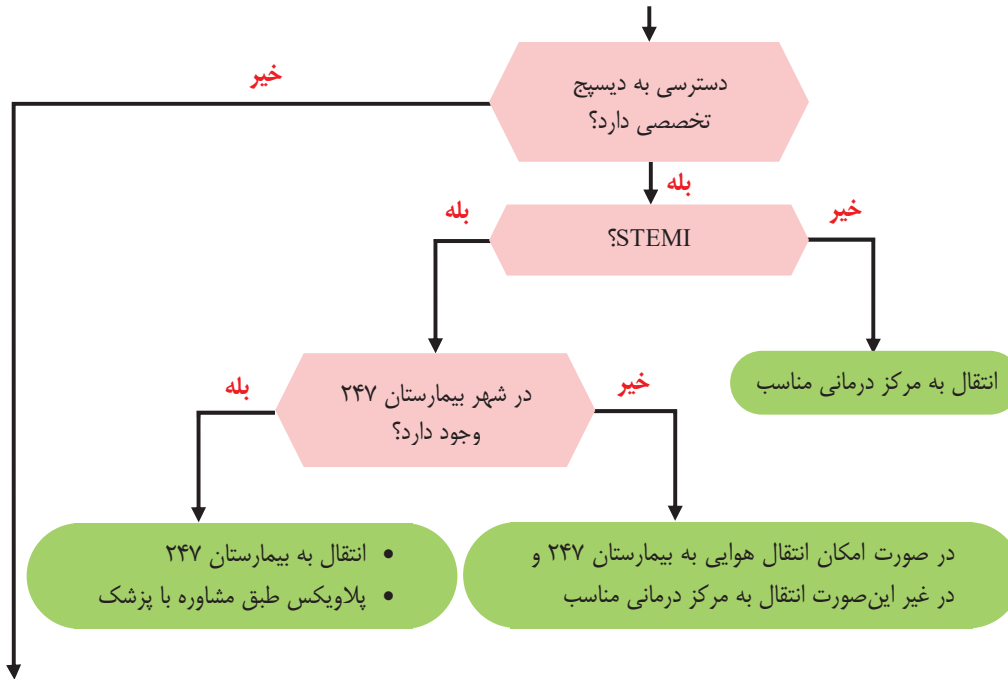 دسترسی به دیسپچ
تخصصی دارد؟
خیر
بله
STEMI؟
بله
خیر
در شهر بیمارستان ۲۴۷
وجود دارد؟
بله
خیر
انتقال به مرکز درمانی مناسب
در صورت امکان انتقال هوایی به بیمارستان ۲۴۷ و
در غیر این‌صورت انتقال به مرکز درمانی مناسب
• انتقال به بیمارستان ۲۴۷
• پلاویکس طبق مشاوره با پزشک